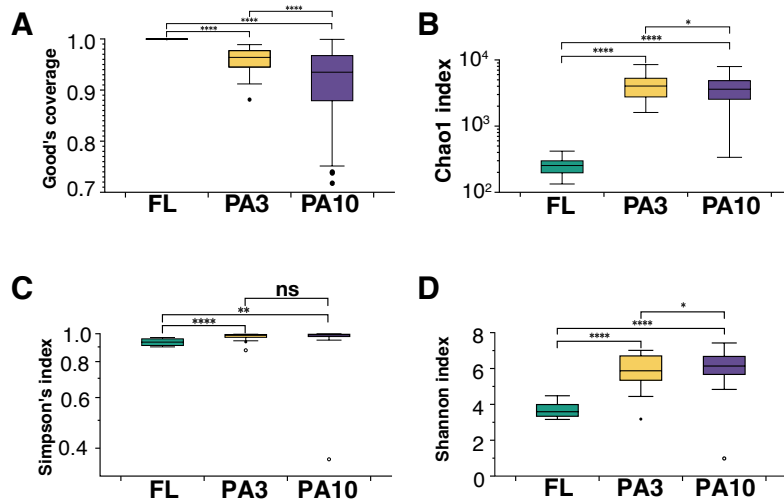 A
Good's coverage
1.0
0.9
0.8
0.7
****
****
****
FL PA3 PA10
B
Chao1 index
10⁴
10³
10²
*
****
****
FL PA3 PA10
C
Simpson's index
1.0
0.8
0.6
0.4
ns
**
****
FL PA3 PA10
D
Shannon index
8
6
4
2
0
*
****
****
FL PA3 PA10